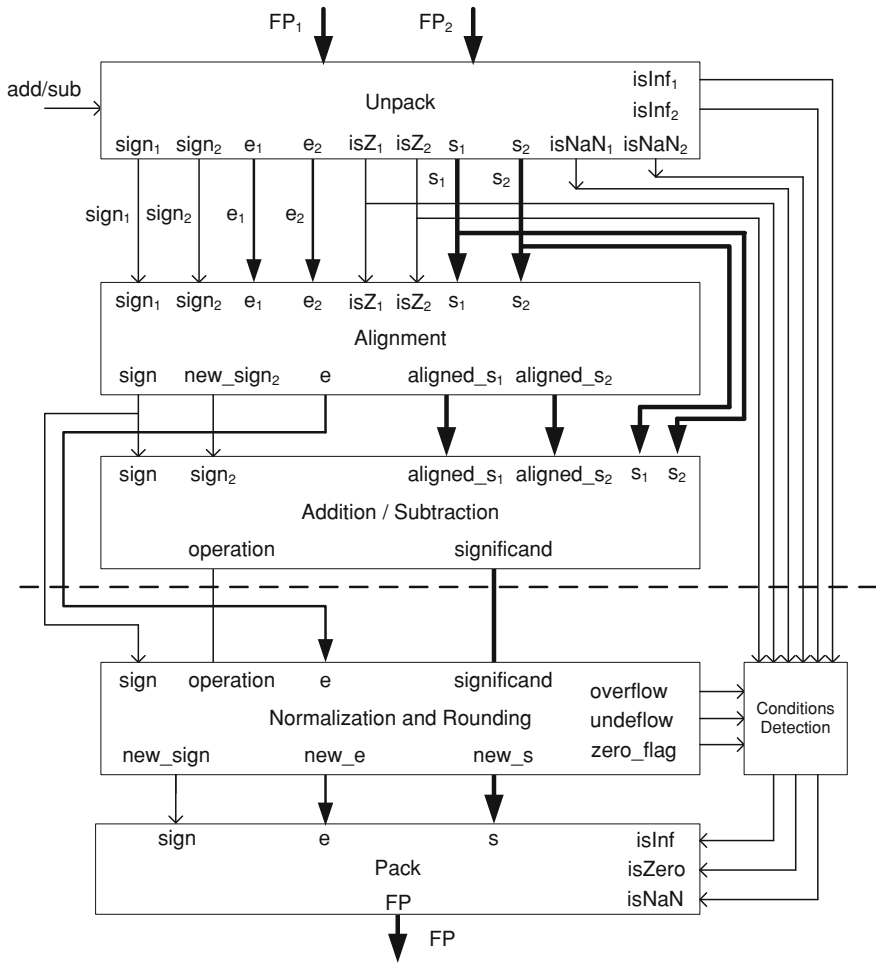 FP₁ FP₂
add/sub
Unpack
isInf₁
isInf₂
sign₁ sign₂ e₁ e₂ isZ₁ isZ₂ s₁ s₂ isNaN₁ isNaN₂
s₁ s₂
sign₁ sign₂ e₁ e₂
sign₁ sign₂ e₁ e₂ isZ₁ isZ₂ s₁ s₂
Alignment
sign new_sign₂ e aligned_s₁ aligned_s₂
sign sign₂ aligned_s₁ aligned_s₂ s₁ s₂
Addition / Subtraction
operation significand
sign operation e significand
overflow
Normalization and Rounding
undeflow
new_sign new_e new_s
zero_flag
Conditions
Detection
sign e s
isInf
Pack
isZero
FP
isNaN
FP